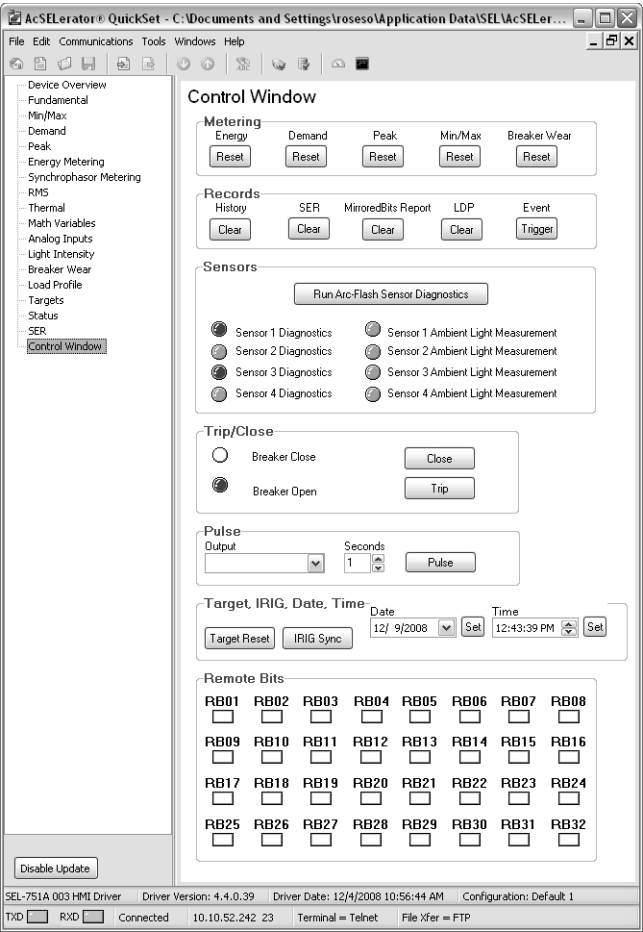 AcSELerator® QuickSet - C:\Documents and Settings\roseso\Application Data\SEL\AcSELer...
File Edit Communications Tools Windows Help
Device Overview
Fundamental
Min/Max
Demand
Peak
Energy Metering
Synchrophasor Metering
RMS
Thermal
Math Variables
Analog Inputs
Light Intensity
Breaker Wear
Load Profile
Targets
Status
SER
Control Window
Disable Update
Control Window
Metering
Energy Demand Peak Min/Max Breaker Wear
Reset Reset Reset Reset Reset
Records
History SER MirroredBits Report LDP Event
Clear Clear Clear Clear Trigger
Sensors
Run Arc-Flash Sensor Diagnostics
Sensor 1 Diagnostics Sensor 1 Ambient Light Measurement
Sensor 2 Diagnostics Sensor 2 Ambient Light Measurement
Sensor 3 Diagnostics Sensor 3 Ambient Light Measurement
Sensor 4 Diagnostics Sensor 4 Ambient Light Measurement
Trip/Close
Breaker Close Close
Breaker Open Trip
Pulse
Output Seconds
1 Pulse
Target, IRIG, Date, Time
Date Time
Target Reset IRIG Sync 12/ 9/2008 Set 12:43:39 PM Set
Remote Bits
RB01 RB02 RB03 RB04 RB05 RB06 RB07 RB08
RB09 RB10 RB11 RB12 RB13 RB14 RB15 RB16
RB17 RB18 RB19 RB20 RB21 RB22 RB23 RB24
RB25 RB26 RB27 RB28 RB29 RB30 RB31 RB32
SEL-751A 003 HMI Driver Driver Version: 4.4.0.39 Driver Date: 12/4/2008 10:56:44 AM Configuration: Default 1
TXD RXD Connected 10.10.52.242 23 Terminal = Telnet File Xfer = FTP